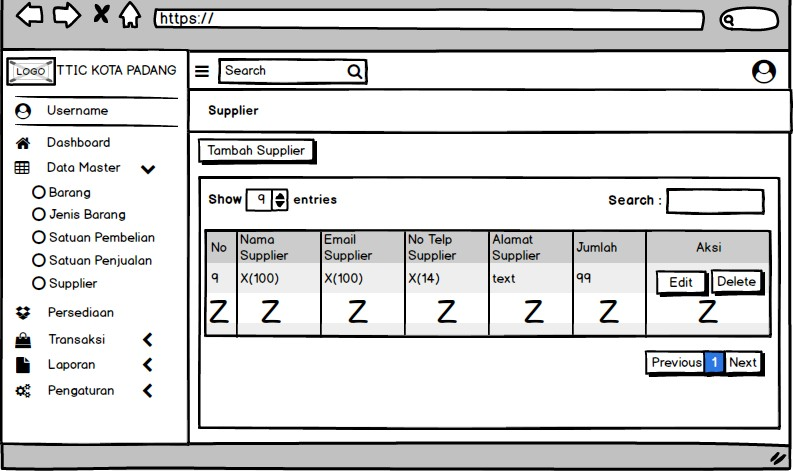 https://
LOGO TTIC KOTA PADANG
Search
Username
Supplier
Dashboard
Tambah Supplier
Data Master
Barang
Jenis Barang
Satuan Pembelian
Satuan Penjualan
Supplier
Persediaan
Transaksi
Laporan
Pengaturan
Show 9 entries
Search :
No Nama Supplier Email Supplier No Telp Supplier Alamat Supplier Jumlah Aksi
9 X(100) X(100) X(14) text 99 Edit Delete
Z Z Z Z Z Z Z
Previous 1 Next